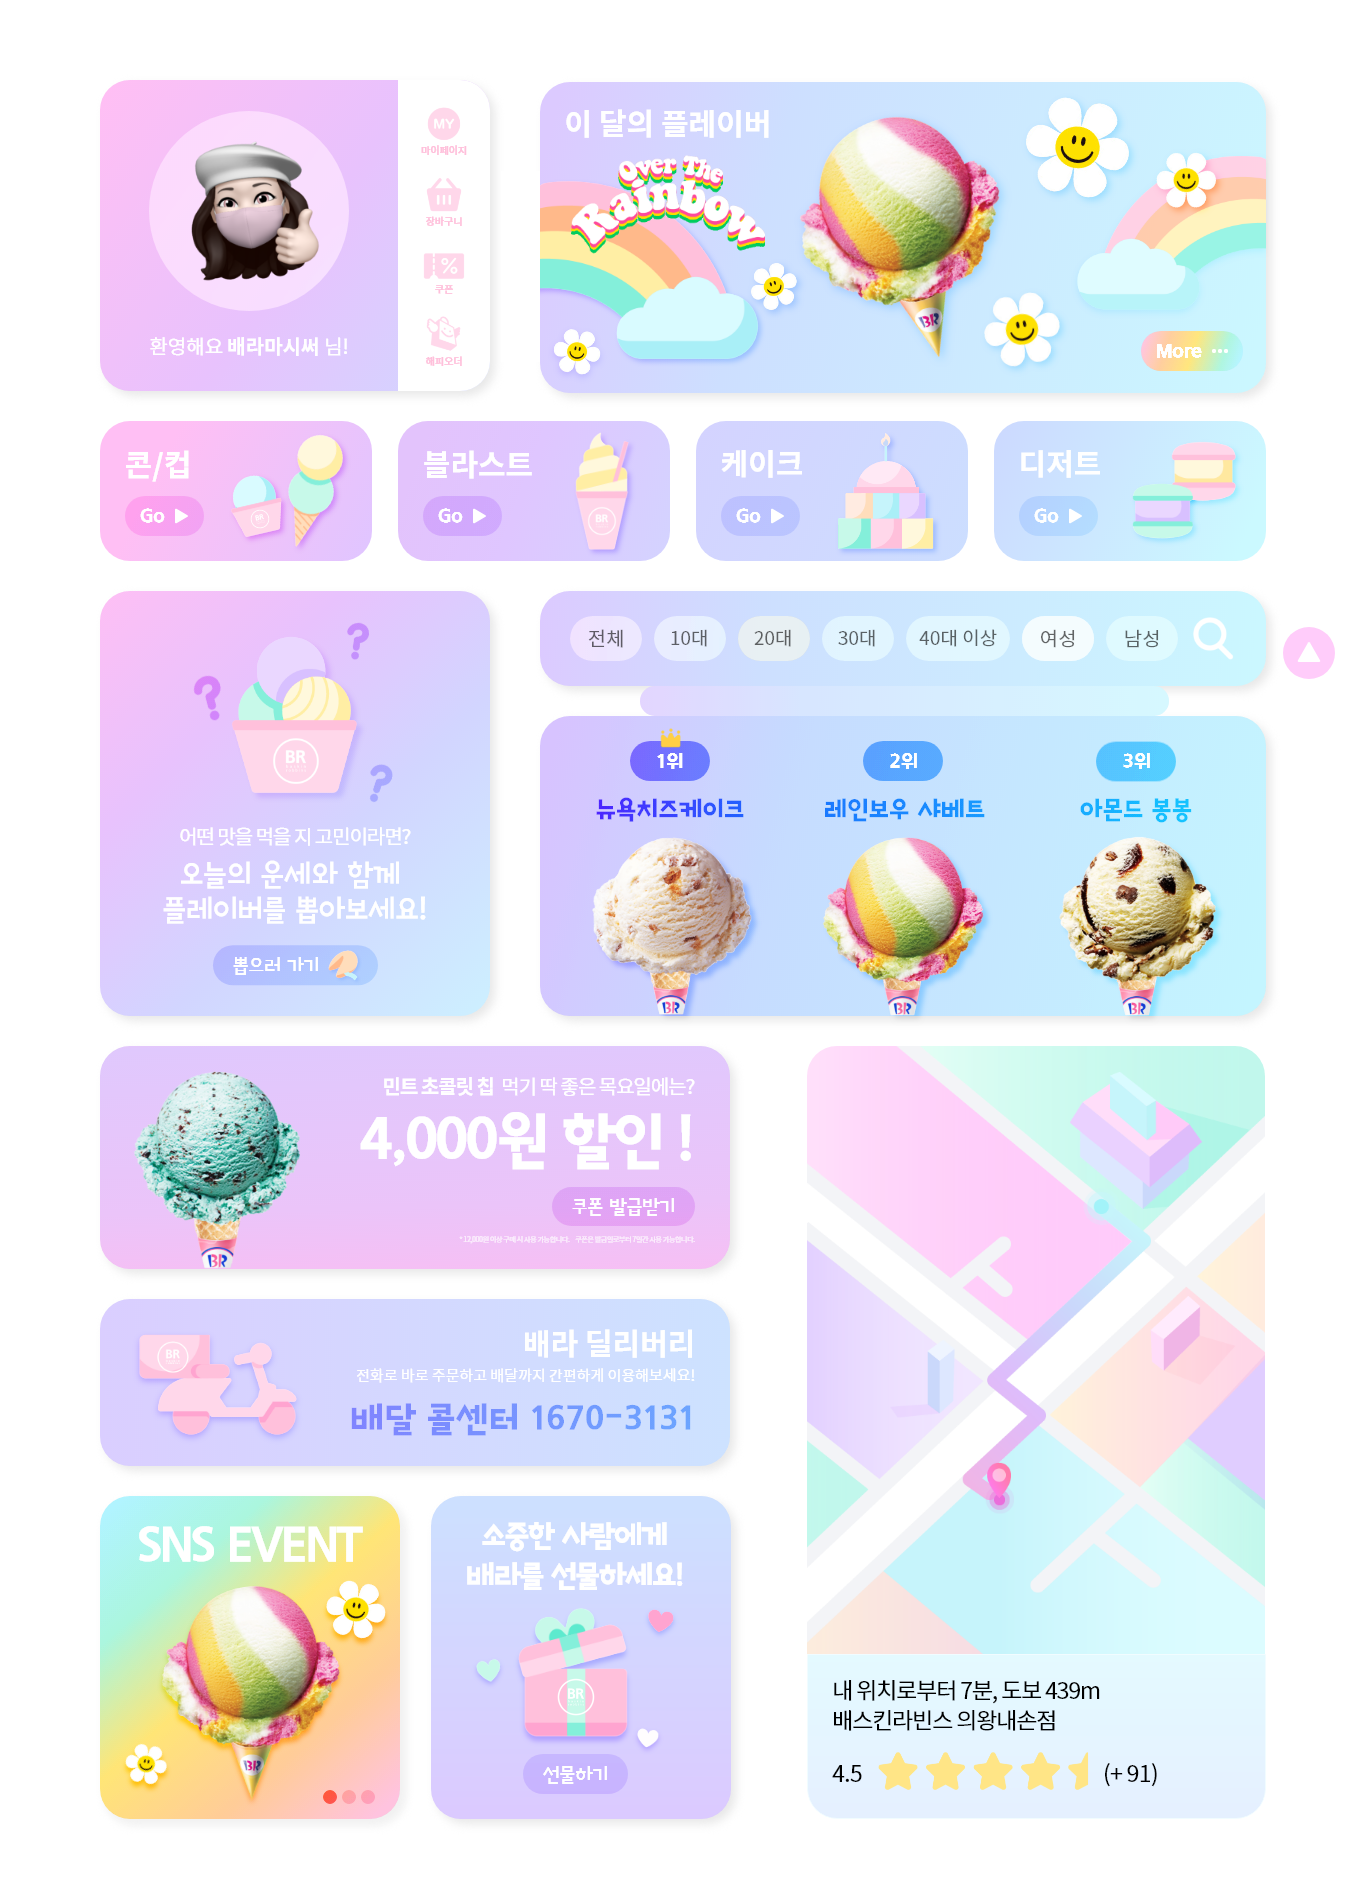 MY
마이페이지
장바구니
%
쿠폰
해피오더
환영해요 배라마시써 님!
이 달의 플레이버
Over The
Rainbow
BR
More ···
콘/컵
Go
BR
블라스트
Go
BR
케이크
Go
디저트
Go
?
?
?
BR
어떤 맛을 먹을 지 고민이라면?
오늘의 운세와 함께
플레이버를 뽑아보세요!
뽑으러 가기
전체
10대
20대
30대
40대 이상
여성
남성
1위
2위
3위
뉴욕치즈케이크
레인보우 샤베트
아몬드 봉봉
BR
BR
BR
민트 초콜릿 칩 먹기 딱 좋은 목요일에는?
4,000원 할인 !
쿠폰 발급받기
BR
BR
배라 딜리버리
전화로 바로 주문하고 배달까지 간편하게 이용해보세요!
배달 콜센터 1670-3131
SNS EVENT
BR
소중한 사람에게
배라를 선물하세요!
BR
선물하기
내 위치로부터 7분, 도보 439m
배스킨라빈스 의왕내손점
4.5
(+ 91)